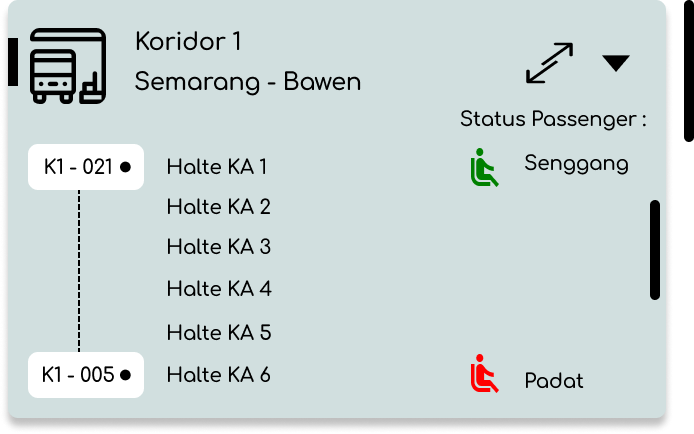 Koridor 1
Semarang - Bawen
Status Passenger :
K1 - 021 Halte KA 1 Senggang
Halte KA 2
Halte KA 3
Halte KA 4
Halte KA 5
K1 - 005 Halte KA 6 Padat